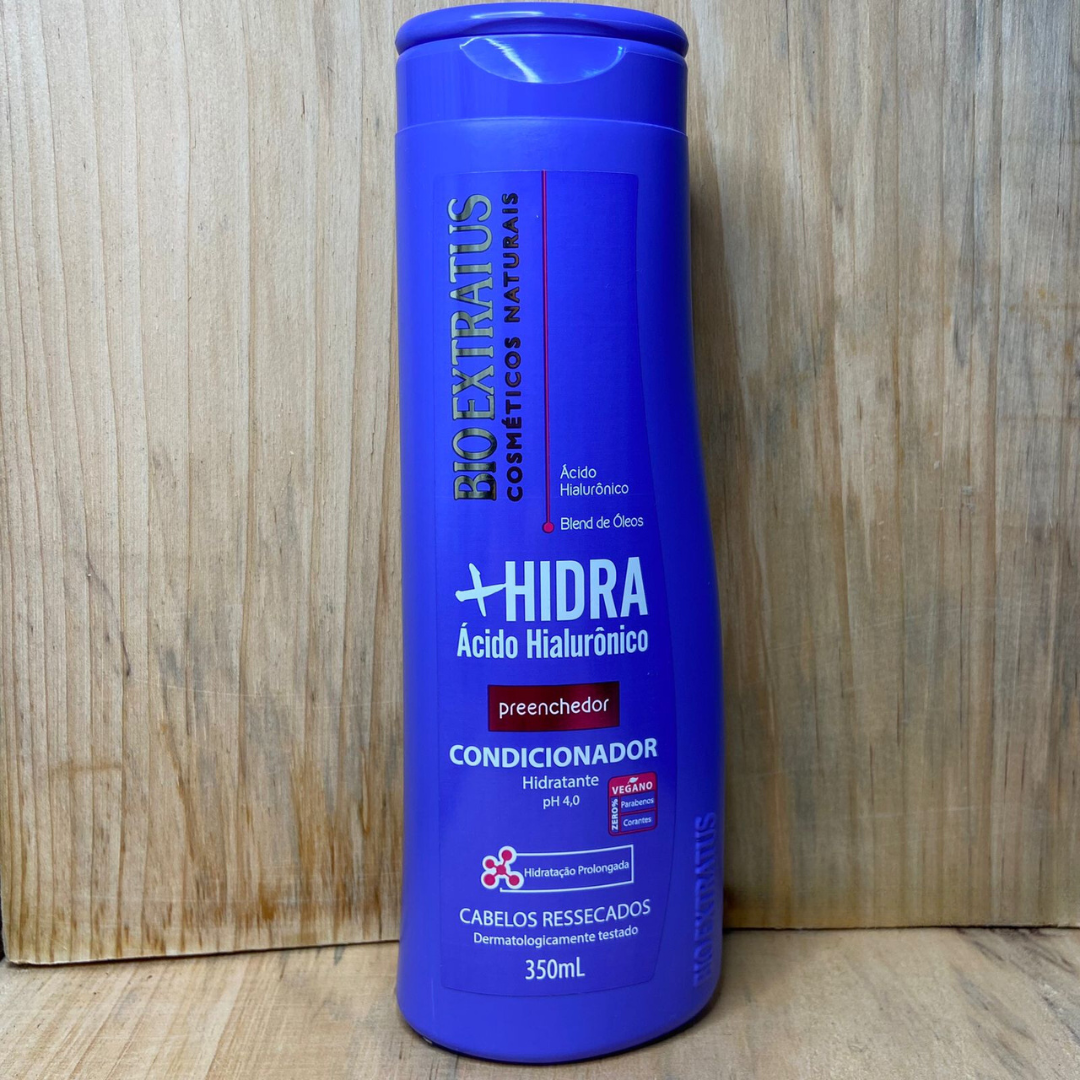 BIO EXTRATUS
COSMÉTICOS NATURAIS
Ácido
Hialurônico
Blend de Óleos
+HIDRA
Ácido Hialurônico
preenchedor
CONDICIONADOR
Hidratante
pH 4,0
VEGANO
ZERO%
Parabenos
Corantes
Hidratação Prolongada
CABELOS RESSECADOS
Dermatologicamente testado
350mL
BIO EXTRATUS